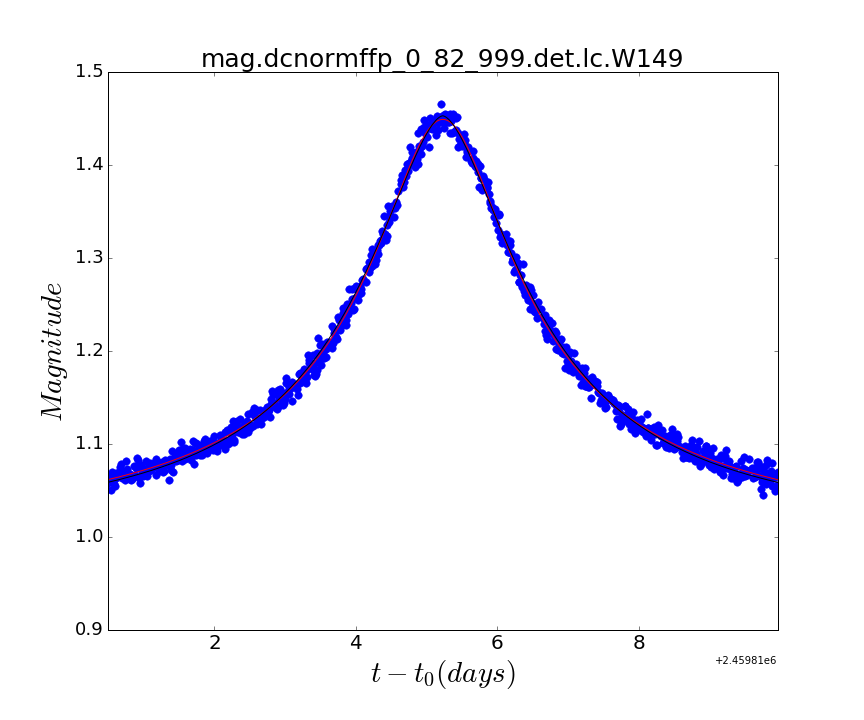 mag.dcnormffp_0_82_999.det.lc.W149
1.5
1.4
1.3
1.2
1.1
1.0
0.9
Magnitude
2 4 6 8
+2.45981e6
t − t₀(days)